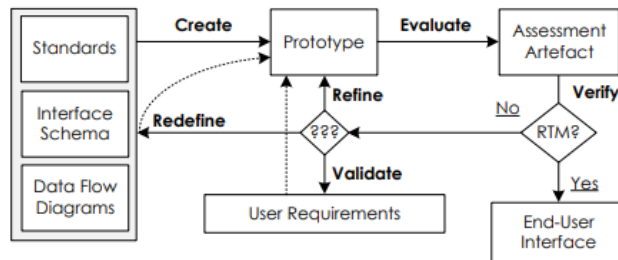 Standards
Create
Prototype
Evaluate
Assessment
Artefact
Interface
Schema
Redefine
Refine
???
No
Verify
RTM?
Validate
Yes
Data Flow
Diagrams
User Requirements
End-User
Interface